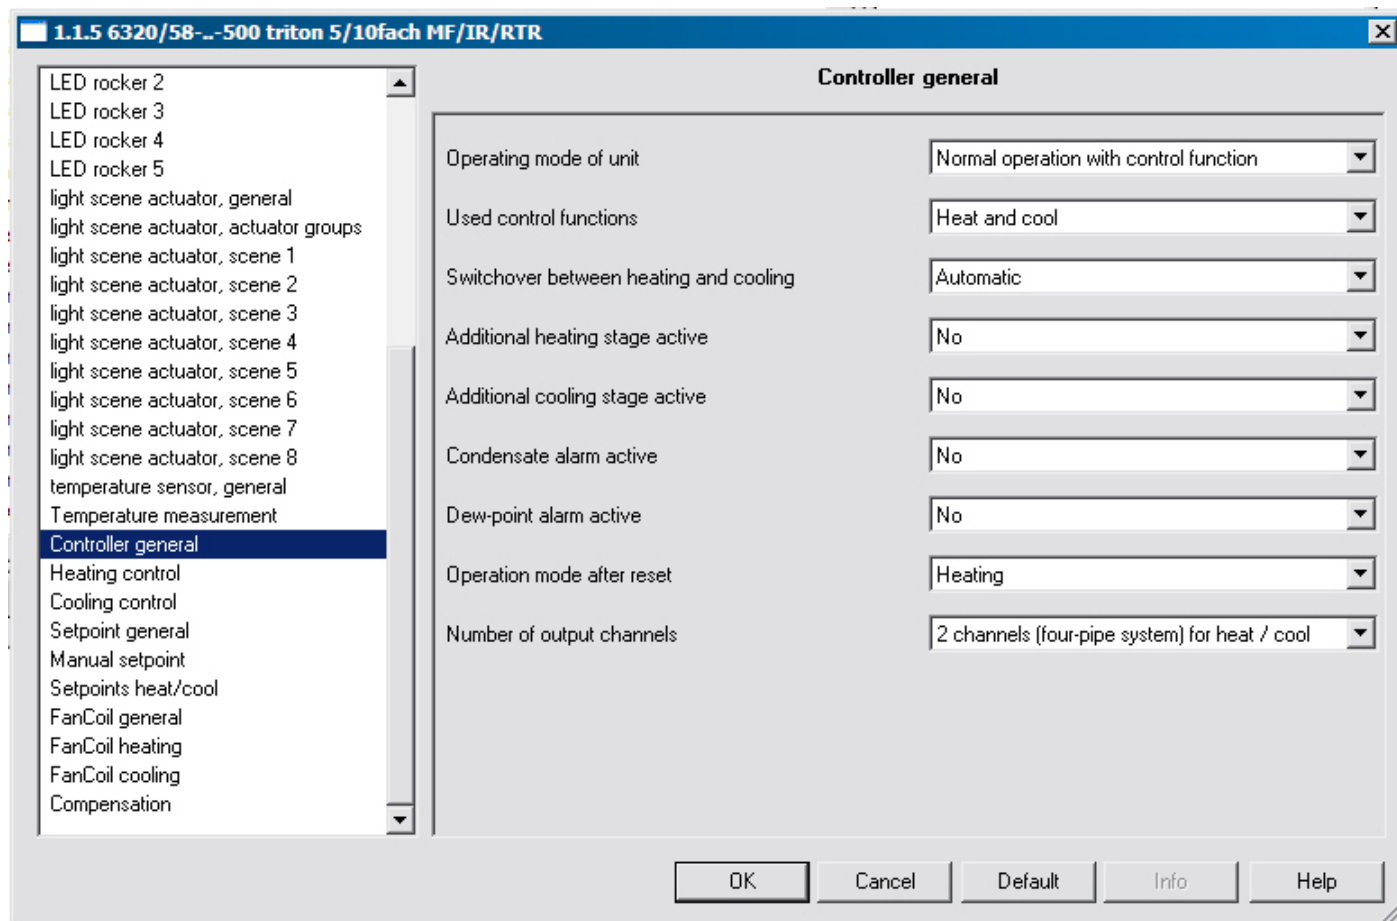 1.1.5 6320/58-..-500 triton 5/10fach MF/IR/RTR
LED rocker 2
LED rocker 3
LED rocker 4
LED rocker 5
light scene actuator, general
light scene actuator, actuator groups
light scene actuator, scene 1
light scene actuator, scene 2
light scene actuator, scene 3
light scene actuator, scene 4
light scene actuator, scene 5
light scene actuator, scene 6
light scene actuator, scene 7
light scene actuator, scene 8
temperature sensor, general
Temperature measurement
Controller general
Heating control
Cooling control
Setpoint general
Manual setpoint
Setpoints heat/cool
FanCoil general
FanCoil heating
FanCoil cooling
Compensation
Controller general
Operating mode of unit Normal operation with control function
Used control functions Heat and cool
Switchover between heating and cooling Automatic
Additional heating stage active No
Additional cooling stage active No
Condensate alarm active No
Dew-point alarm active No
Operation mode after reset Heating
Number of output channels 2 channels (four-pipe system) for heat / cool
OK Cancel Default Info Help